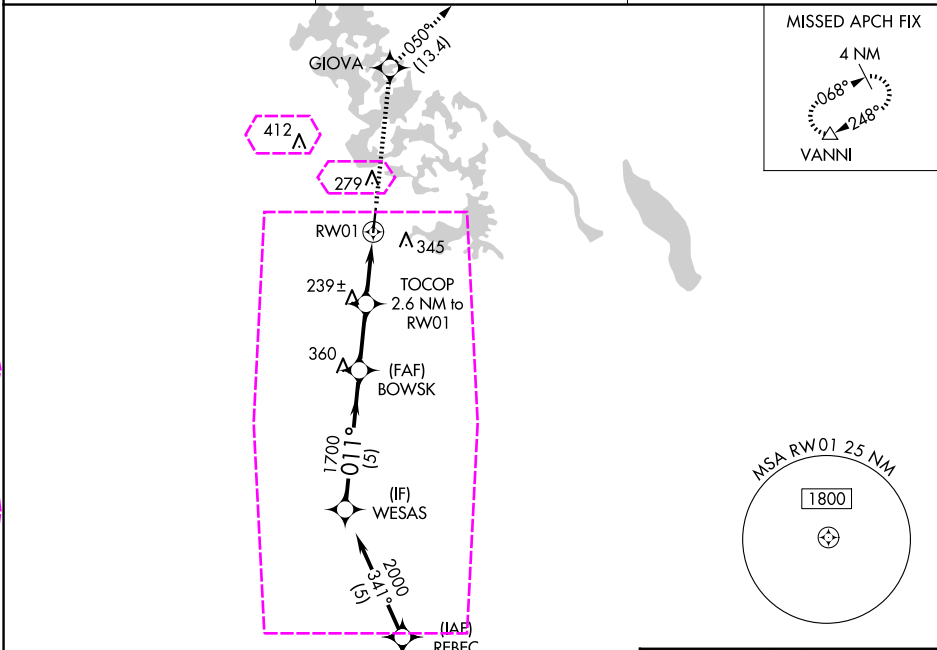 MISSED APCH FIX
4 NM
068°
248°
VANNI
GIOVA
050°
(13.4)
412
279
RW01
345
239±
TOCOP
2.6 NM to
RW01
360
(FAF)
BOWSK
1700
011°
(5)
(IF)
WESAS
2000
341°
(5)
(IAF)
REBEC
MSA RW01 25 NM
1800